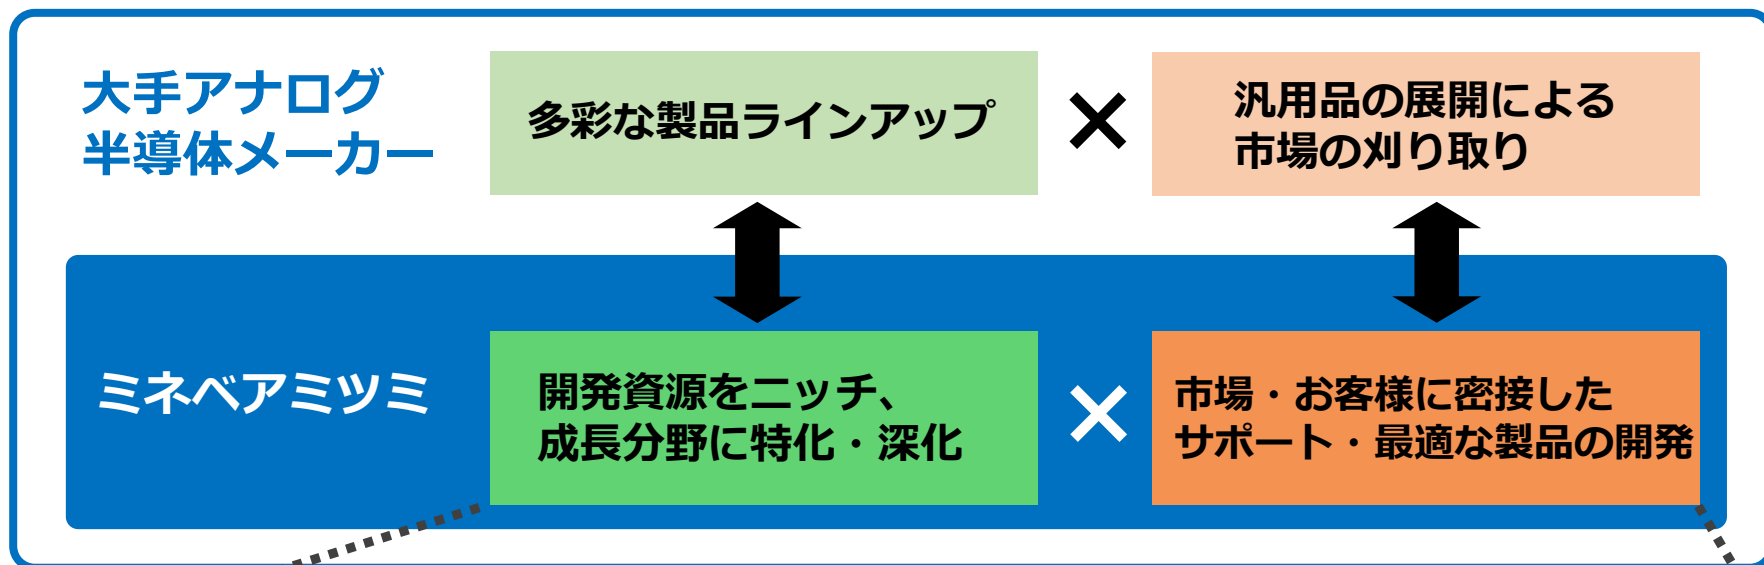 大手アナログ
半導体メーカー
多彩な製品ラインアップ
×
汎用品の展開による
市場の刈り取り
ミネベアミツミ
開発資源をニッチ、
成長分野に特化・深化
×
市場・お客様に密接した
サポート・最適な製品の開発